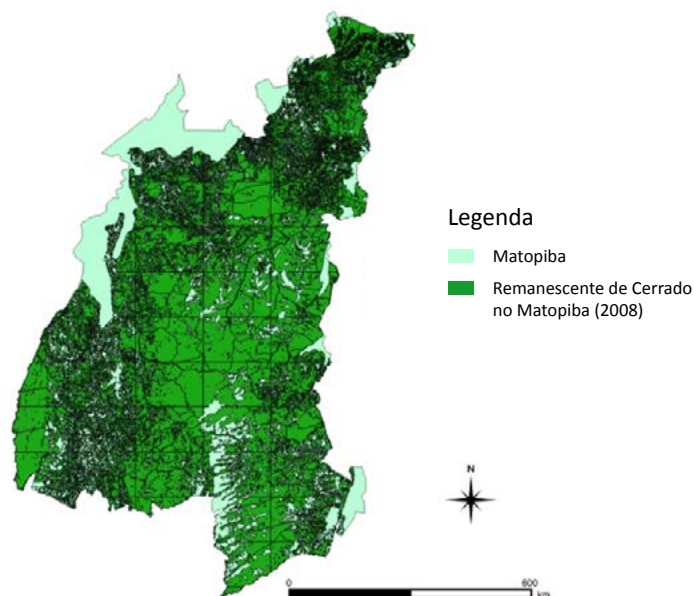 Legenda
Matopiba
Remanescente de Cerrado
no Matopiba (2008)
N
0 600
km